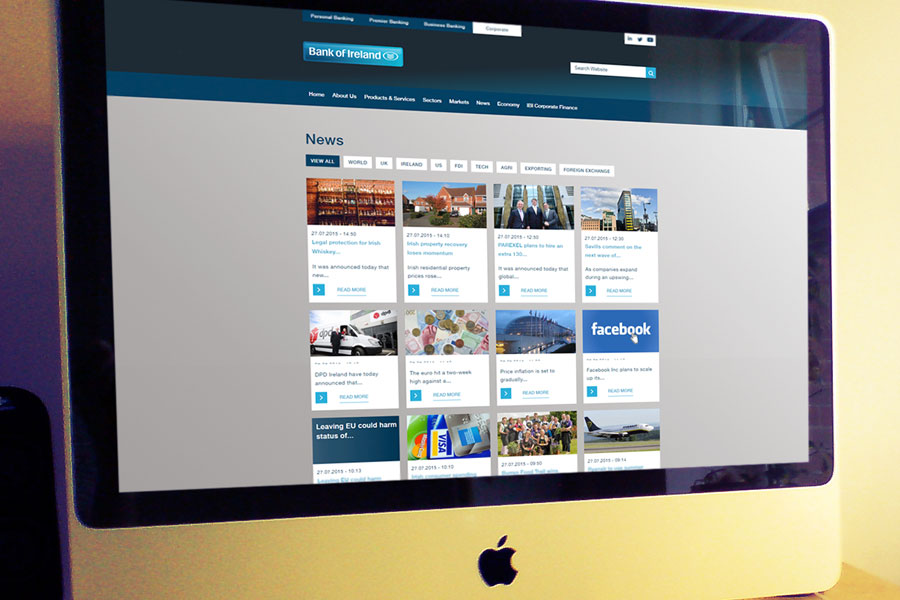 Personal Banking Premier Banking Business Banking Corporate
Bank of Ireland
Search Website
Home About Us Products & Services Sectors Markets News Economy IBI Corporate Finance
News
VIEW ALL WORLD UK IRELAND US FDI TECH AGRI EXPORTING FOREIGN EXCHANGE
27.07.2015 - 14:50
Legal protection for Irish
Whiskey...
It was announced today that
new...
READ MORE
27.07.2015 - 14:10
Irish property recovery
loses momentum
Irish residential property
prices rose...
READ MORE
27.07.2015 - 12:50
PAREXEL plans to hire an
extra 130...
It was announced today that
global...
READ MORE
27.07.2015 - 12:30
Savills comment on the
next wave of...
As companies expand
during an upswing...
READ MORE
dpd
DPD Ireland have today
announced that...
READ MORE
The euro hit a two-week
high against a...
READ MORE
Price inflation is set to
gradually...
READ MORE
facebook
Facebook Inc plans to scale
up its...
READ MORE
Leaving EU could harm
status of...
27.07.2015 - 10:13
Leaving EU could harm
VISA
27.07.2015 - 10:10
Irish consumer spending
27.07.2015 - 09:50
27.07.2015 - 09:14